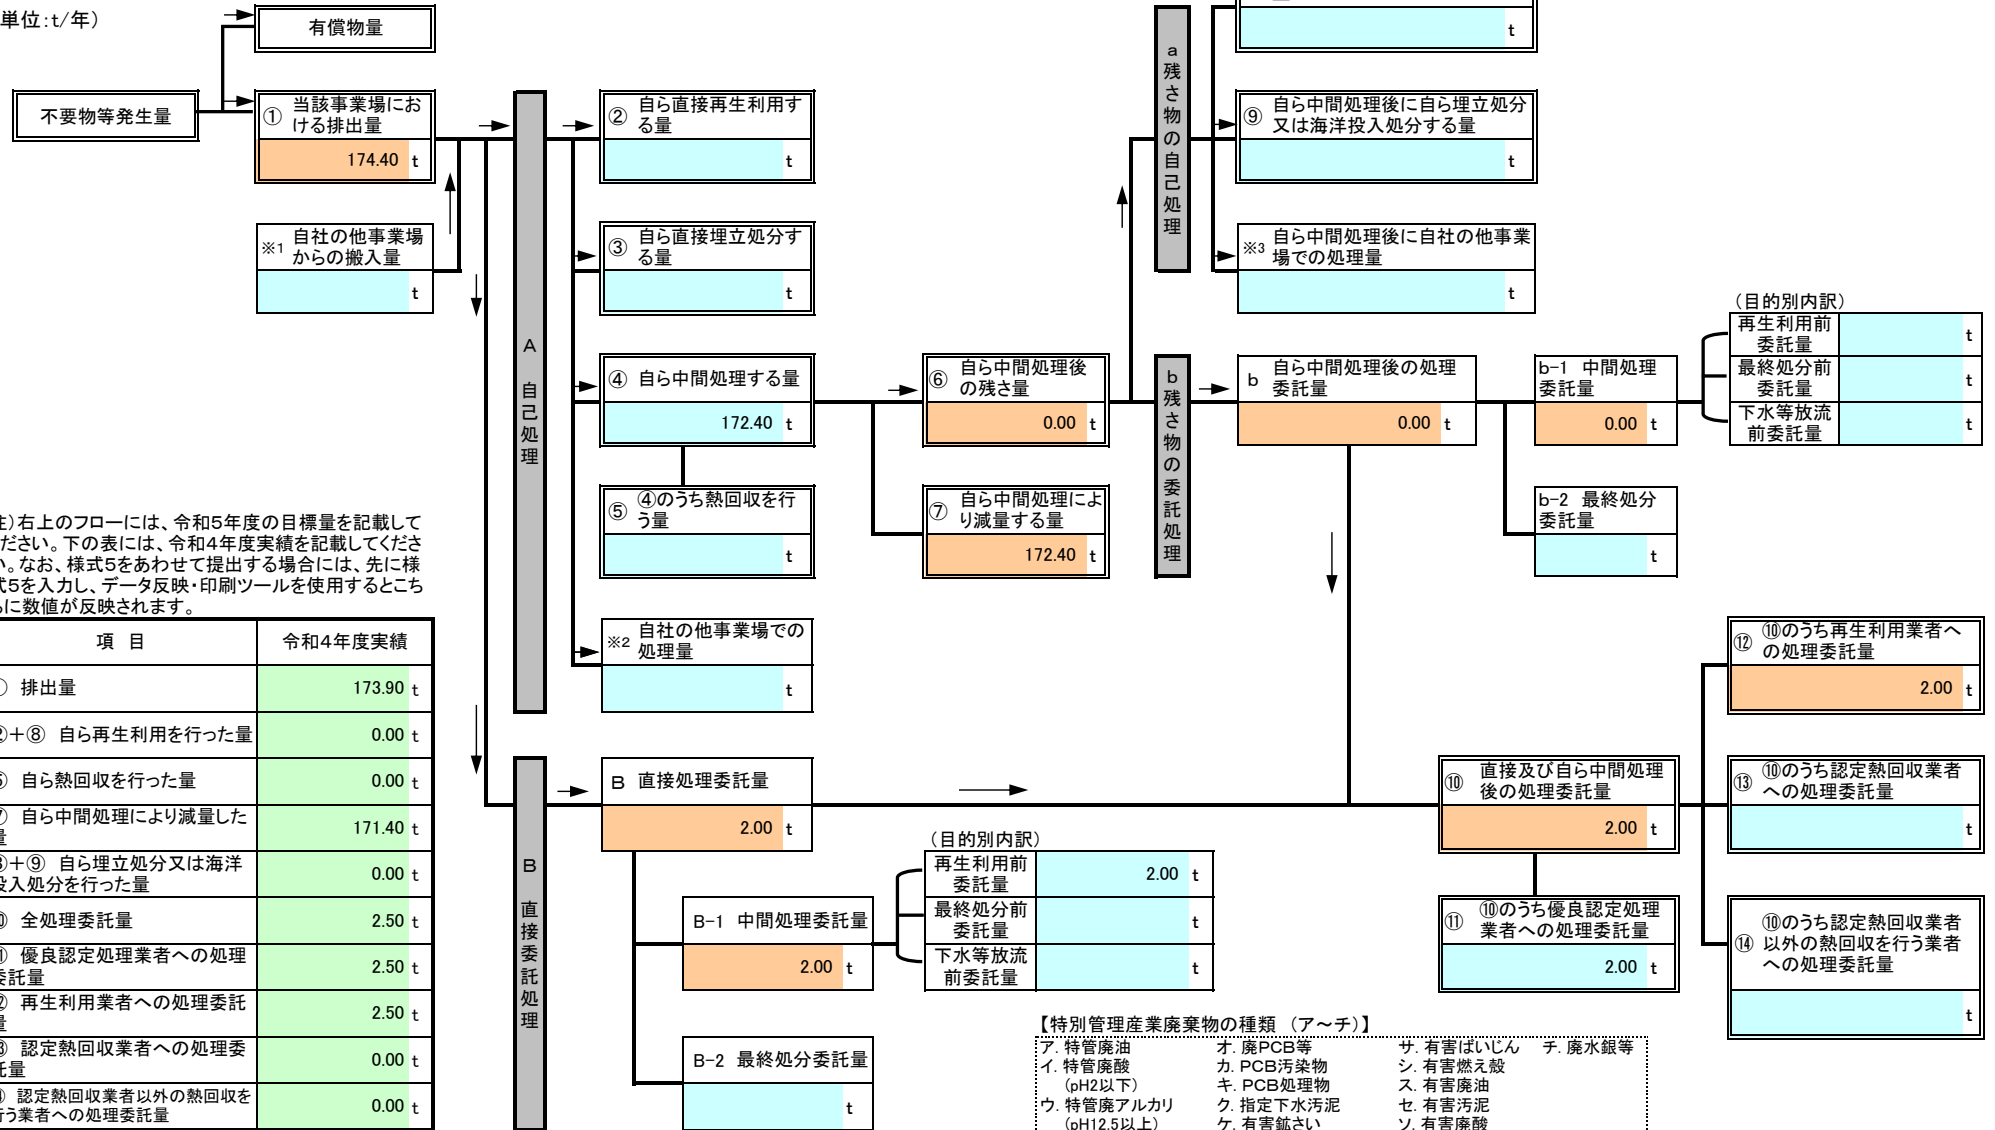 単位:t/年)
有償物量
不要物等発生量
① 当該事業場にお
ける排出量
174.40 t
※1 自社の他事業場
からの搬入量
t
A 自己処理
② 自ら直接再生利用す
る量
t
③ 自ら直接埋立処分す
る量
t
④ 自ら中間処理する量
172.40 t
⑤ ④のうち熱回収を行
う量
t
※2 自社の他事業場での
処理量
t
⑥ 自ら中間処理後
の残さ量
0.00 t
⑦ 自ら中間処理によ
り減量する量
172.40 t
a残さ物の自己処理
t
⑨ 自ら中間処理後に自ら埋立処分
又は海洋投入処分する量
t
※3 自ら中間処理後に自社の他事業
場での処理量
t
b残さ物の委託処理
b 自ら中間処理後の処理
委託量
0.00 t
b-1 中間処理
委託量
0.00 t
(目的別内訳)
再生利用前
委託量
t
最終処分前
委託量
t
下水等放流
前委託量
t
b-2 最終処分
委託量
t
)右上のフローには、令和5年度の目標量を記載して
ださい。下の表には、令和4年度実績を記載してくださ
。なお、様式5をあわせて提出する場合には、先に様
式5を入力し、データ反映・印刷ツールを使用するとこち
に数値が反映されます。
項 目 令和4年度実績
排出量 173.90 t
+⑧ 自ら再生利用を行った量 0.00 t
自ら熱回収を行った量 0.00 t
自ら中間処理により減量した
量 171.40 t
+⑨ 自ら埋立処分又は海洋
投入処分を行った量 0.00 t
全処理委託量 2.50 t
優良認定処理業者への処理
委託量 2.50 t
再生利用業者への処理委託
量 2.50 t
認定熱回収業者への処理委
託量 0.00 t
認定熱回収業者以外の熱回収を
行う業者への処理委託量 0.00 t
B 直接委託処理
B 直接処理委託量
2.00 t
B-1 中間処理委託量
2.00 t
(目的別内訳)
再生利用前
委託量
2.00 t
最終処分前
委託量
t
下水等放流
前委託量
t
B-2 最終処分委託量
t
⑩ 直接及び自ら中間処理
後の処理委託量
2.00 t
⑪ ⑩のうち優良認定処理
業者への処理委託量
2.00 t
⑫ ⑩のうち再生利用業者へ
の処理委託量
2.00 t
⑬ ⑩のうち認定熱回収業者
への処理委託量
t
⑭ ⑩のうち認定熱回収業者
以外の熱回収を行う業者
への処理委託量
t
【特別管理産業廃棄物の種類 (ア~チ)】
ア. 特管廃油 オ. 廃PCB等 サ. 有害ばいじん チ. 廃水銀等
イ. 特管廃酸 カ. PCB汚染物 シ. 有害燃え殻
(pH2以下) キ. PCB処理物 ス. 有害廃油
ウ. 特管廃アルカリ ク. 指定下水汚泥 セ. 有害汚泥
(pH12.5以上) ケ. 有害鉱さい ソ. 有害廃酸